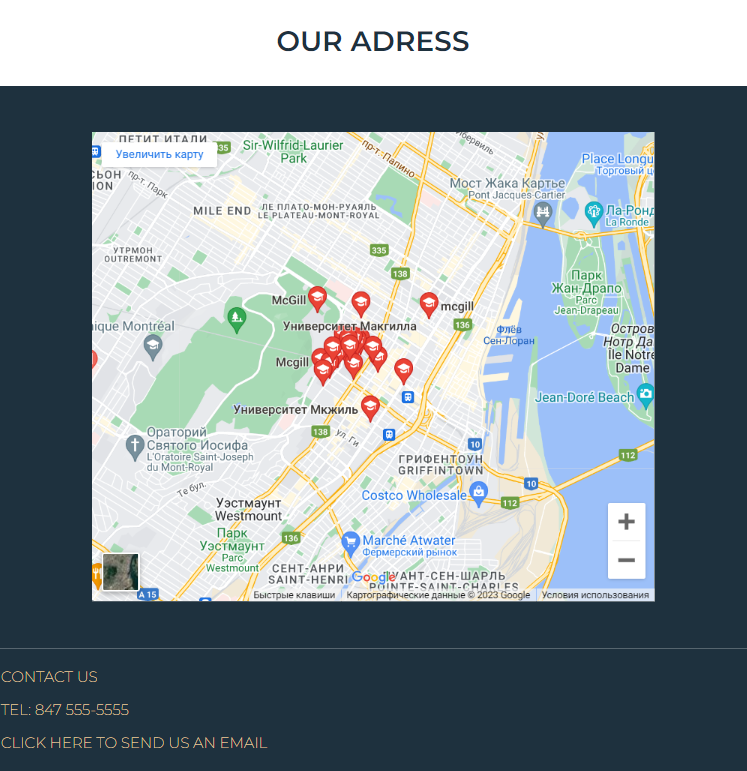 OUR ADRESS
ПЕТИТ ИТАЛИ
Увеличить карту
335
Sir-Wilfrid-Laurier
Park
пр-т. Папино
Place Longu
Торговый ц
Мост Жака Картье
Pont Jacques-Cartier
ION
пр-т. Парк
MILE END
ЛЕ ПЛАТО-МОН-РУАЯЛЬ
LE PLATEAU-MONT-ROYAL
Ла-Ронд
La Ronde
УТРМОН
OUTREMONT
335
138
Парк
Жан-Драпо
Parc
Jean-Drapeau
McGill
mcgill
ique Montréal
Университет Макгилла
136
Флёв
Сен-Лоран
Остров
Нотр Да
Île Notre
Dame
Mcgill
Jean-Doré Beach
Университет Мкжиль
138
ул. Ги
Ораторий
Святого Иосифа
L'Oratoire Saint-Joseph
du Mont-Royal
10
112
ГРИФЕНТОУН
GRIFFINTOWN
Те бул.
10
Costco Wholesale
112
Уэстмаунт
Westmount
Парк
Уэстмаунт
Parc
Westmount
136
Marché Atwater
Фермерский рынок
СЕНТ-АНРИ
SAINT-HENRI
Google
АНТ-СЕН-ШАРЛЬ
POINTE-SAINT-CHARLES
A 15
Быстрые клавиши
Картографические данные © 2023 Google
Условия использования
CONTACT US
TEL: 847 555-5555
CLICK HERE TO SEND US AN EMAIL